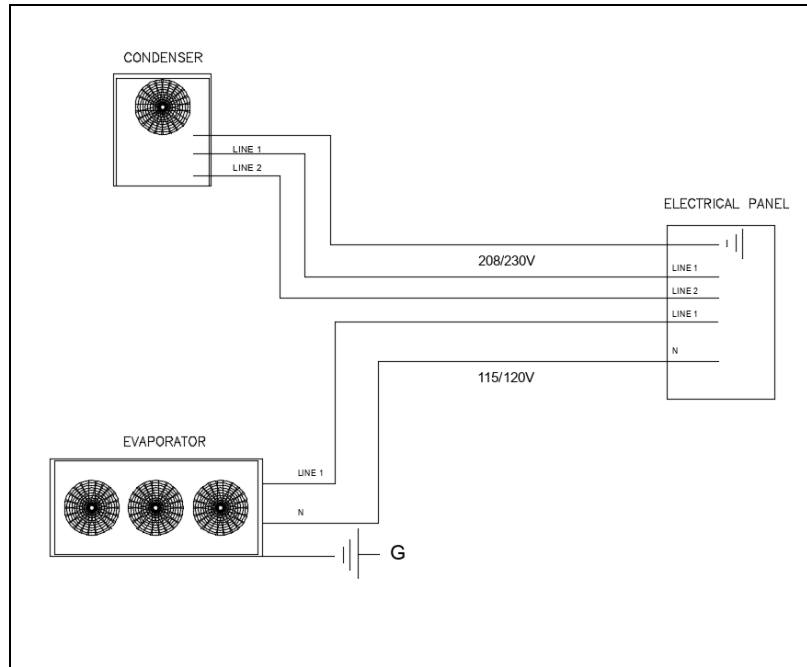 CONDENSER
LINE 1
LINE 2
ELECTRICAL PANEL
208/230V
LINE 1
LINE 2
LINE 1
N
115/120V
EVAPORATOR
LINE 1
N
G